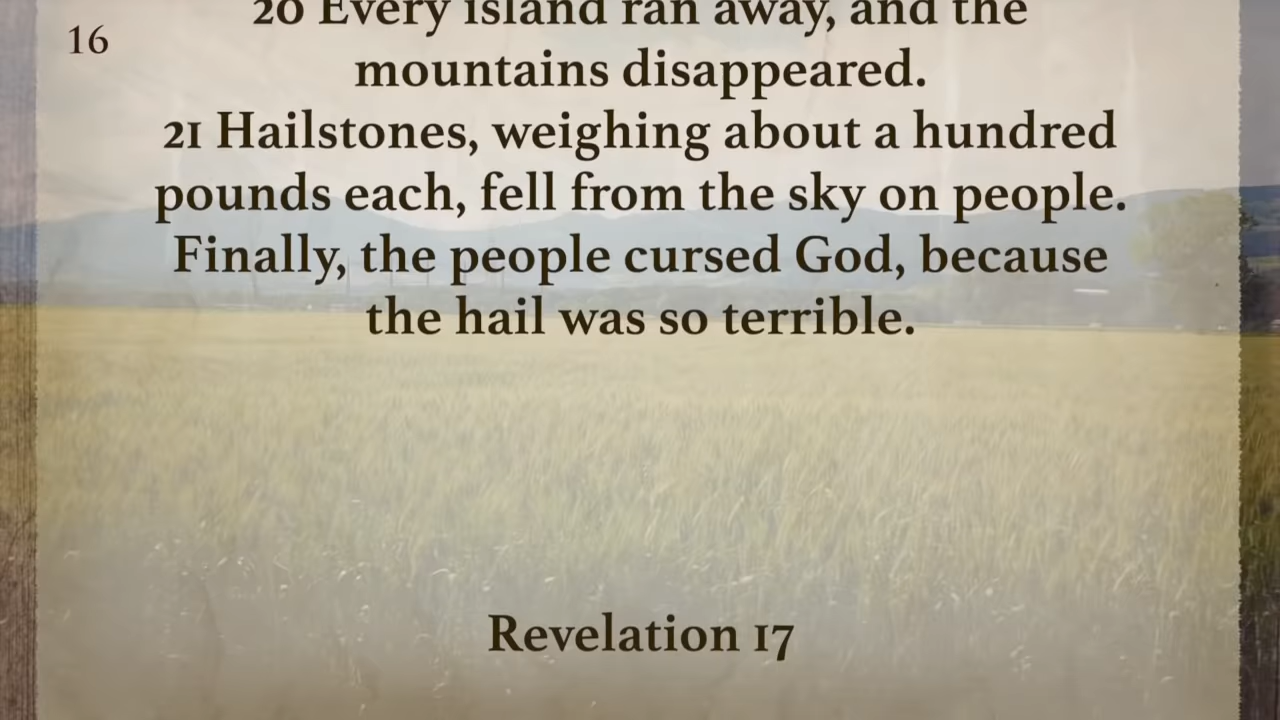 16
20 Every island ran away, and the
mountains disappeared.
21 Hailstones, weighing about a hundred
pounds each, fell from the sky on people.
Finally, the people cursed God, because
the hail was so terrible.
Revelation 17